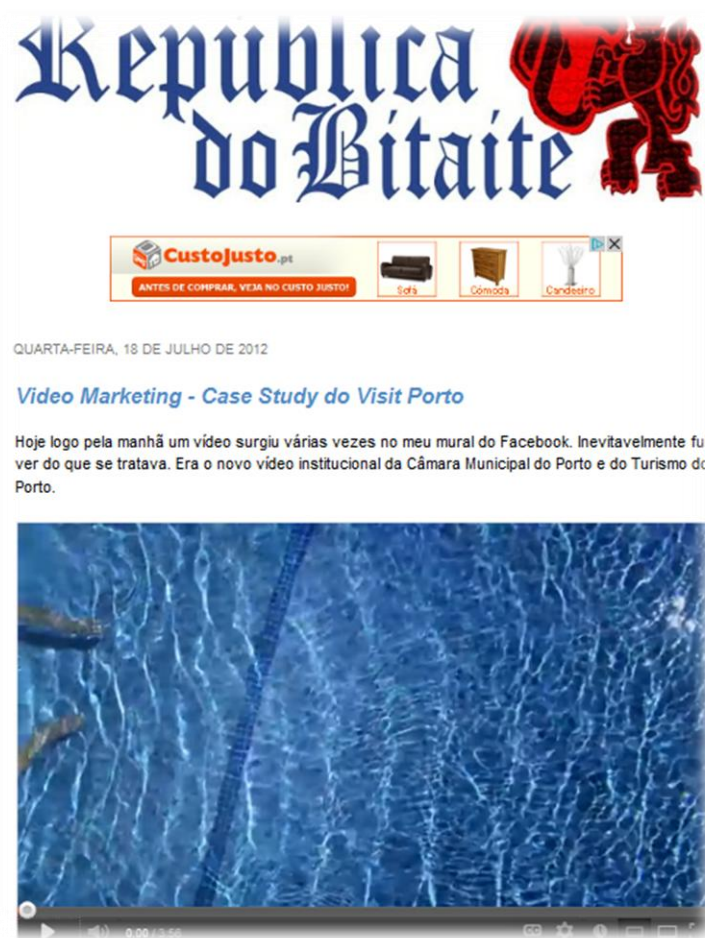 República
do Bitaite
CustoJusto.pt
ANTES DE COMPRAR, VEJA NO CUSTO JUSTO!
Sofá
Cómoda
Candeeiro
QUARTA-FEIRA, 18 DE JULHO DE 2012
Video Marketing - Case Study do Visit Porto
Hoje logo pela manhã um vídeo surgiu várias vezes no meu mural do Facebook. Inevitavelmente fu
ver do que se tratava. Era o novo vídeo institucional da Câmara Municipal do Porto e do Turismo do
Porto.
0:00 / 3:56
CC